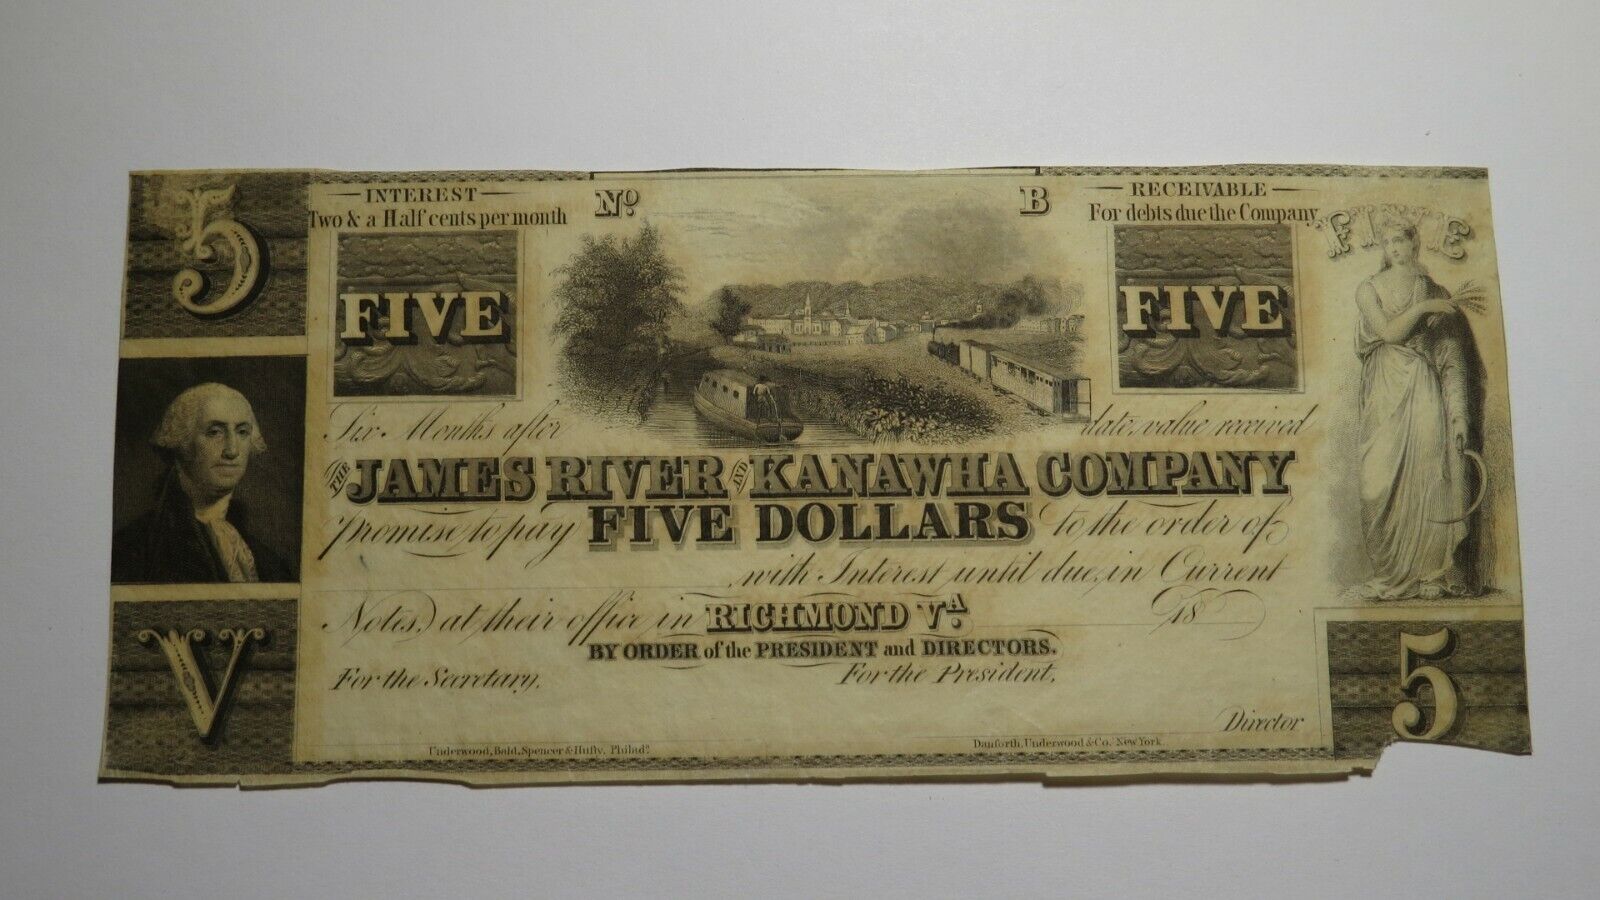 5
INTEREST
Two & a Half cents per month
No
B
RECEIVABLE
For debts due the Company
FIVE
FIVE
FIVE
Six Months after date, value received
THE JAMES RIVER AND KANAWHA COMPANY
Promise to pay FIVE DOLLARS to the order of
with Interest until due, in Current
Notes, at their office in RICHMOND VA. 18
BY ORDER of the PRESIDENT and DIRECTORS.
For the Secretary. For the President,
V
5
Director
Underwood, Bald, Spencer & Hufty. Philada.
Danforth, Underwood & Co. New York